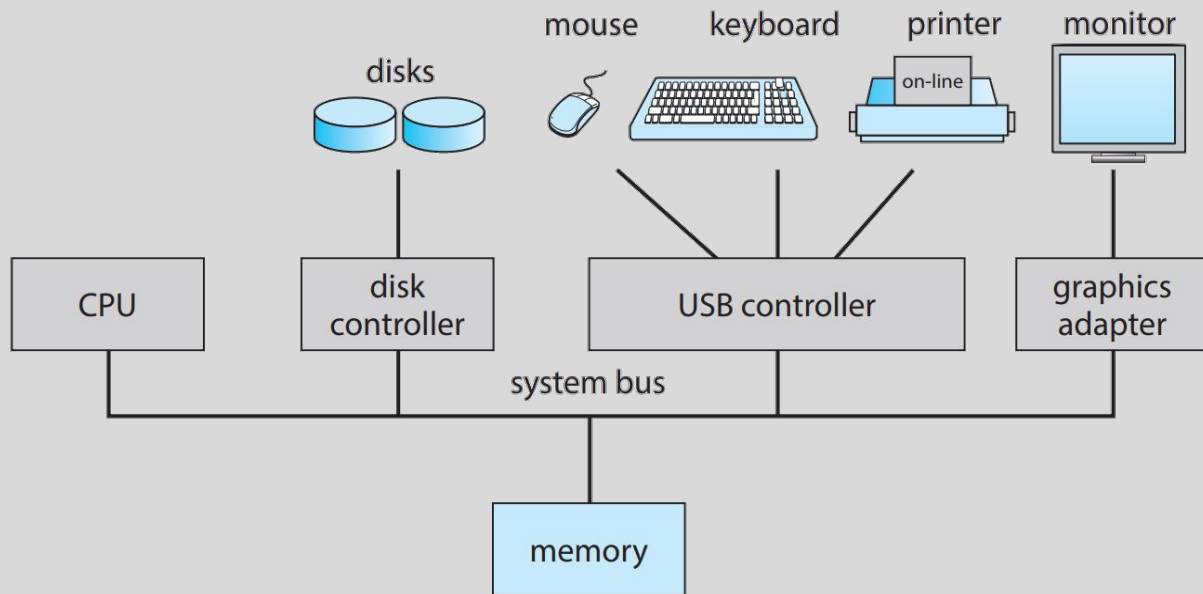 mouse
keyboard
printer
monitor
disks
on-line
CPU
disk
controller
USB controller
graphics
adapter
system bus
memory